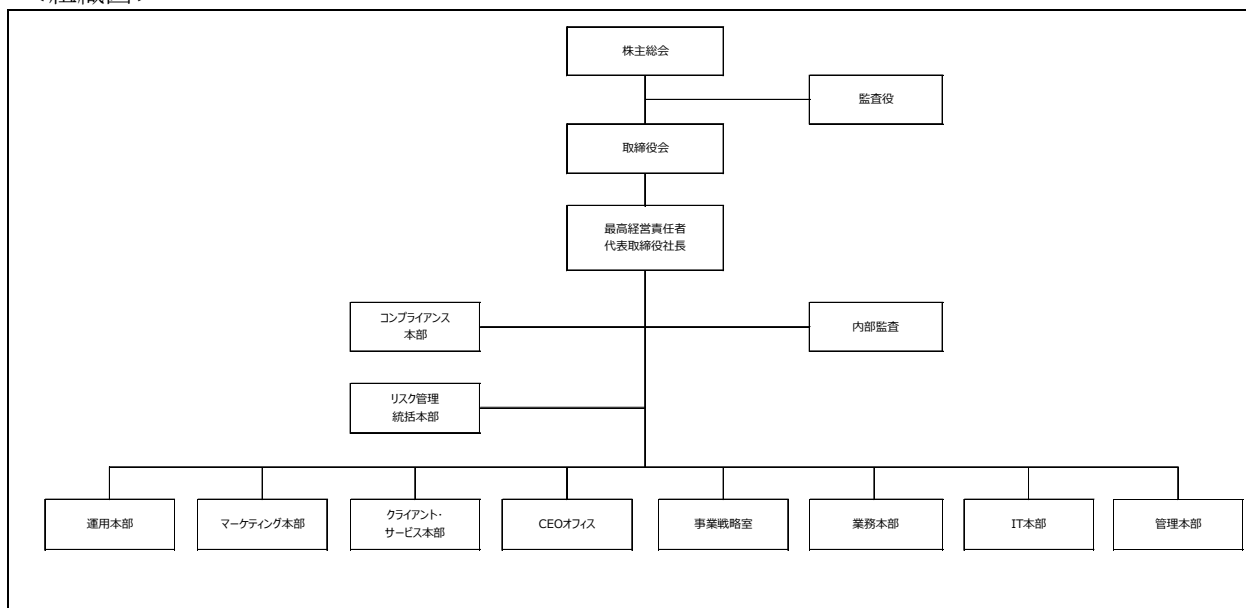 <組織図>
株主総会
監査役
取締役会
最高経営責任者
代表取締役社長
コンプライアンス
本部
内部監査
リスク管理
統括本部
運用本部
マーケティング本部
クライアント・
サービス本部
CEOオフィス
事業戦略室
業務本部
IT本部
管理本部